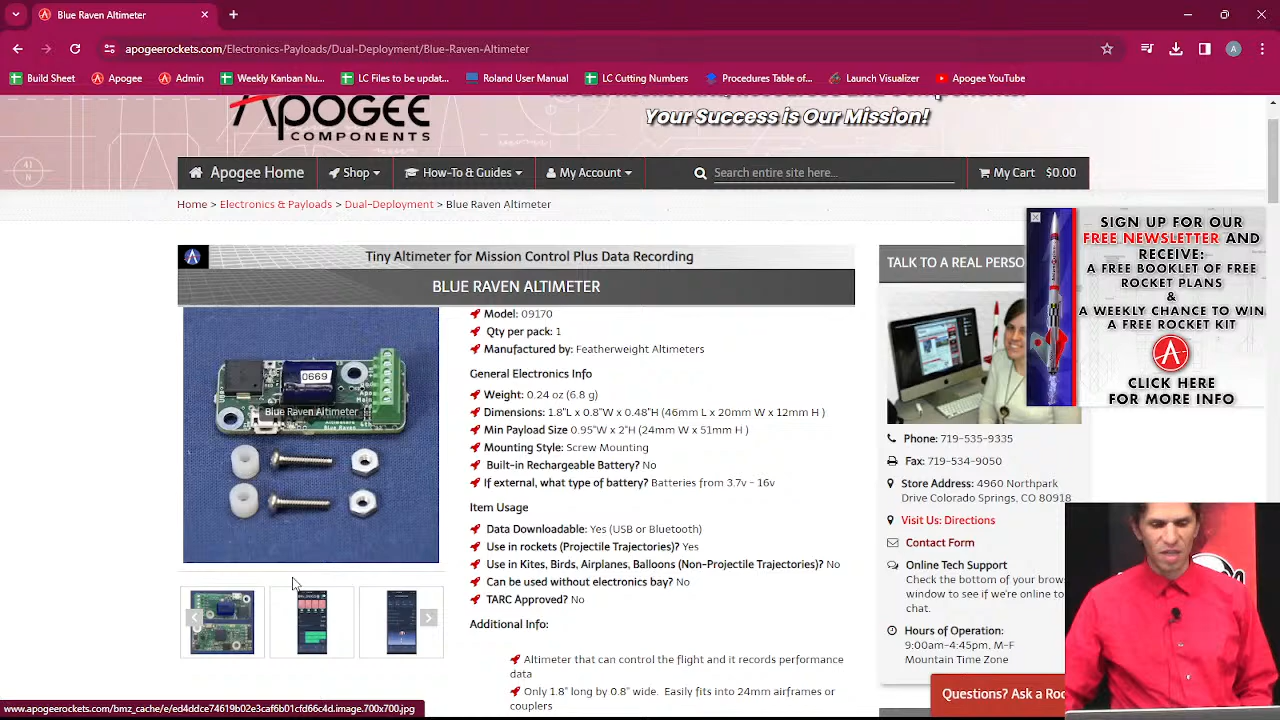 Blue Raven Altimeter
apogeerockets.com/Electronics-Payloads/Dual-Deployment/Blue-Raven-Altimeter
A
Build Set
Apogee
Admin
Weekly Kanban Nu...
LC Files to be updat...
Roland User Manual
LC Cutting Numbers
Procedures Table of...
Launch Visualizer
Apogee YouTube
APOGEE
COMPONENTS
Your Success is Our Mission!
Apogee Home
Shop
How-To & Guides
My Account
Search entire site here...
My Cart $0.00
Home > Electronics & Payloads > Dual-Deployment > Blue Raven Altimeter
Tiny Altimeter for Mission Control Plus Data Recording
BLUE RAVEN ALTIMETER
0669
Blue Raven Altimeter
Model: 09170
Qty per pack: 1
Manufactured by: Featherweight Altimeters
General Electronics Info
Weight: 0.24 oz (6.8 g)
Dimensions: 1.8"L x 0.8"W x 0.48"H (46mm L x 20mm W x 12mm H )
Min Payload Size 0.95"W x 2"H (24mm W x 51mm H )
Mounting Style: Screw Mounting
Built-in Rechargeable Battery? No
If external, what type of battery? Batteries from 3.7v - 16v
Item Usage
Data Downloadable: Yes (USB or Bluetooth)
Use in rockets (Projectile Trajectories)? Yes
Use in Kites, Birds, Airplanes, Balloons (Non-Projectile Trajectories)? No
Can be used without electronics bay? No
TARC Approved? No
Additional Info:
Altimeter that can control the flight and it records performance
data
Only 1.8" long by 0.8" wide. Easily fits into 24mm airframes or
couplers
TALK TO A REAL PERSO
Phone: 719-535-9335
Fax: 719-534-9050
Store Address: 4960 Northpark
Drive Colorado Springs, CO 80918
Visit Us: Directions
Contact Form
Online Tech Support
Check the bottom of your brow
window to see if we're online to
chat.
Hours of Operation:
9:00am-4:45pm, M-F
Mountain Time Zone
Questions? Ask a Roc
SIGN UP FOR OUR
FREE NEWSLETTER AND
RECEIVE:
A FREE BOOKLET OF FREE
ROCKET PLANS
&
A WEEKLY CHANCE TO WIN
A FREE ROCKET KIT
CLICK HERE
FOR MORE INFO
www.apogeerockets.com/bmz_cache/e/ed4ddce74619b02e3caf6b01cfd66c4a.image.700x700.jpg